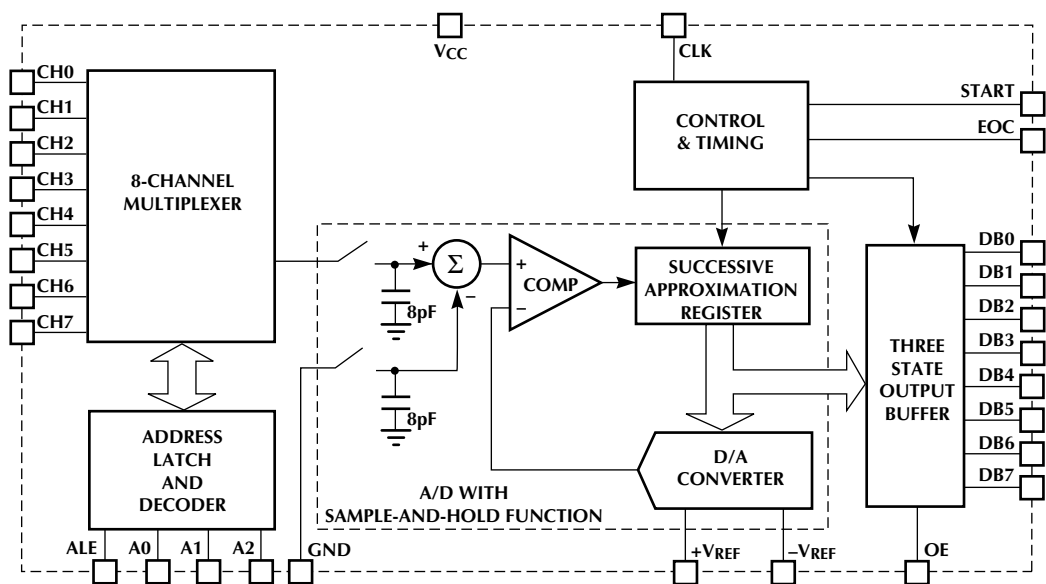 VCC
CLK
CH0
CH1
CH2
CH3
CH4
CH5
CH6
CH7
8-CHANNEL
MULTIPLEXER
CONTROL
& TIMING
START
EOC
+
Σ
−
8pF
8pF
+
COMP
−
SUCCESSIVE
APPROXIMATION
REGISTER
THREE
STATE
OUTPUT
BUFFER
DB0
DB1
DB2
DB3
DB4
DB5
DB6
DB7
ADDRESS
LATCH
AND
DECODER
D/A
CONVERTER
A/D WITH
SAMPLE-AND-HOLD FUNCTION
ALE
A0
A1
A2
GND
+VREF
−VREF
OE